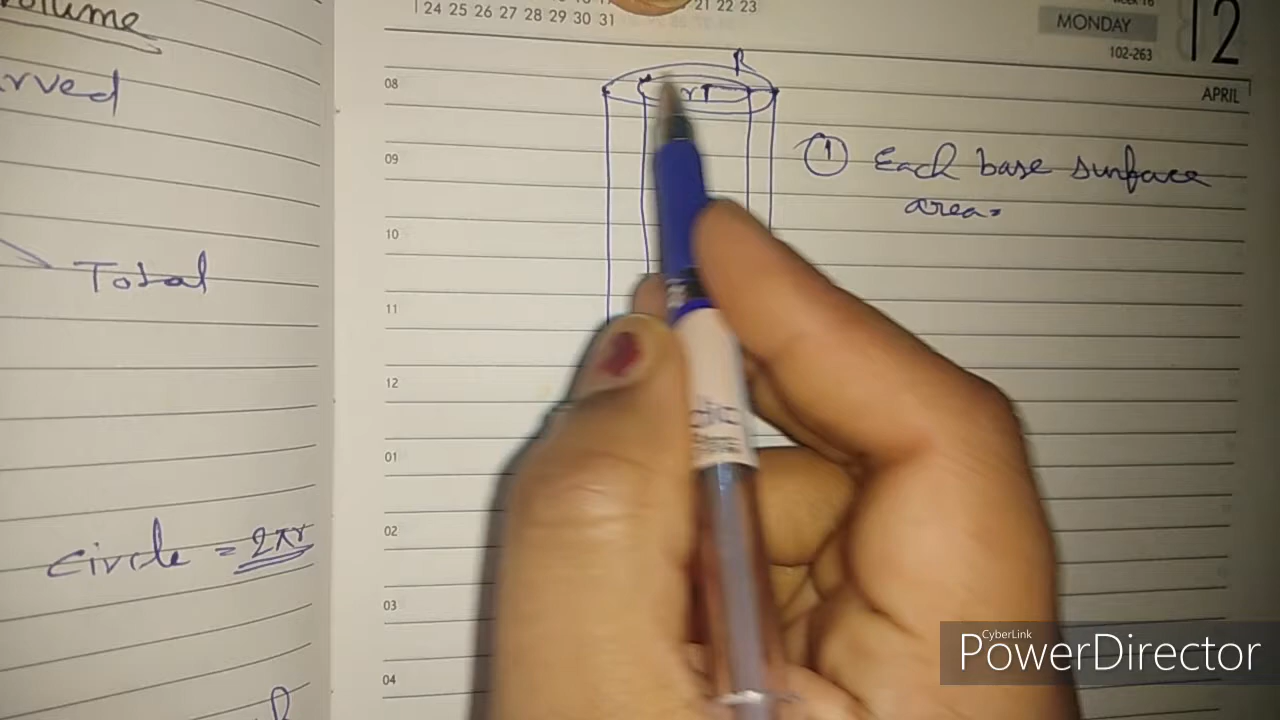 Volume
rved
Total
circle = 2πr
24 25 26 27 28 29 30 31
21 22 23
MONDAY
12
102-263
APRIL
08
R
r
① Each base surface
area=
09
10
11
12
01
02
03
04
CyberLink
PowerDirector